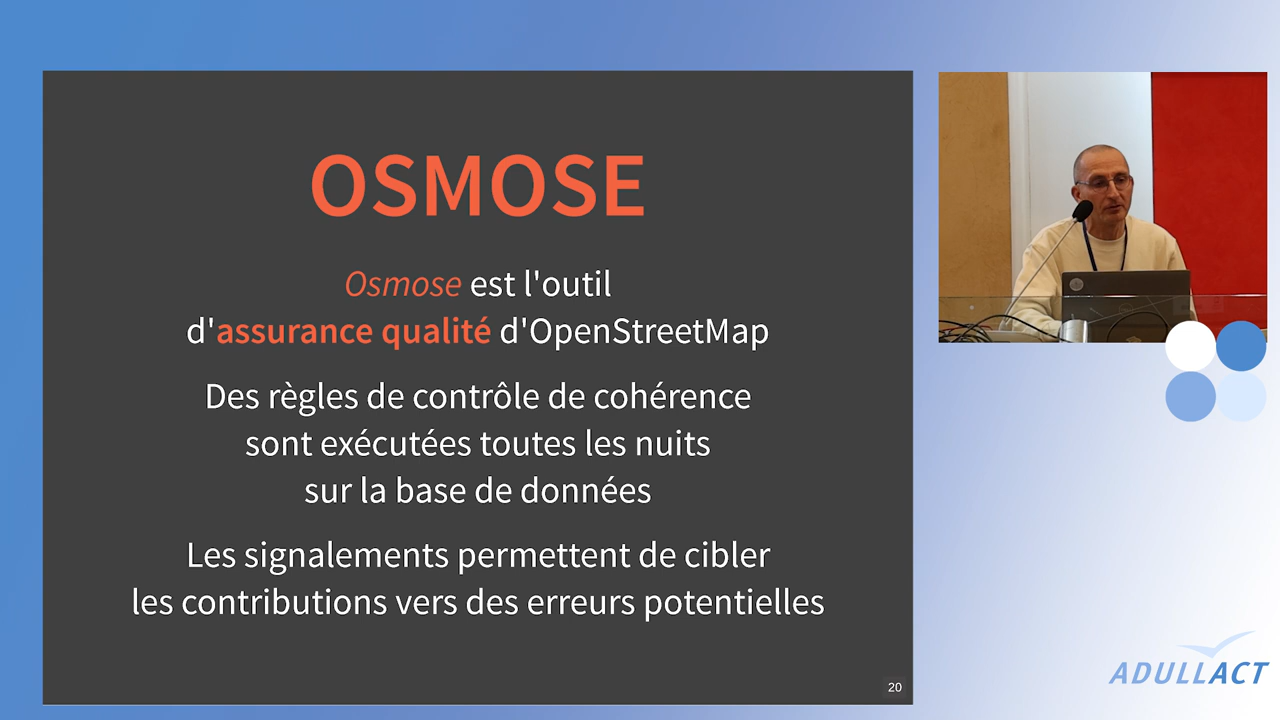 OSMOSE
Osmose est l'outil
d'assurance qualité d'OpenStreetMap
Des règles de contrôle de cohérence
sont exécutées toutes les nuits
sur la base de données
Les signalements permettent de cibler
les contributions vers des erreurs potentielles
20
ADULLACT